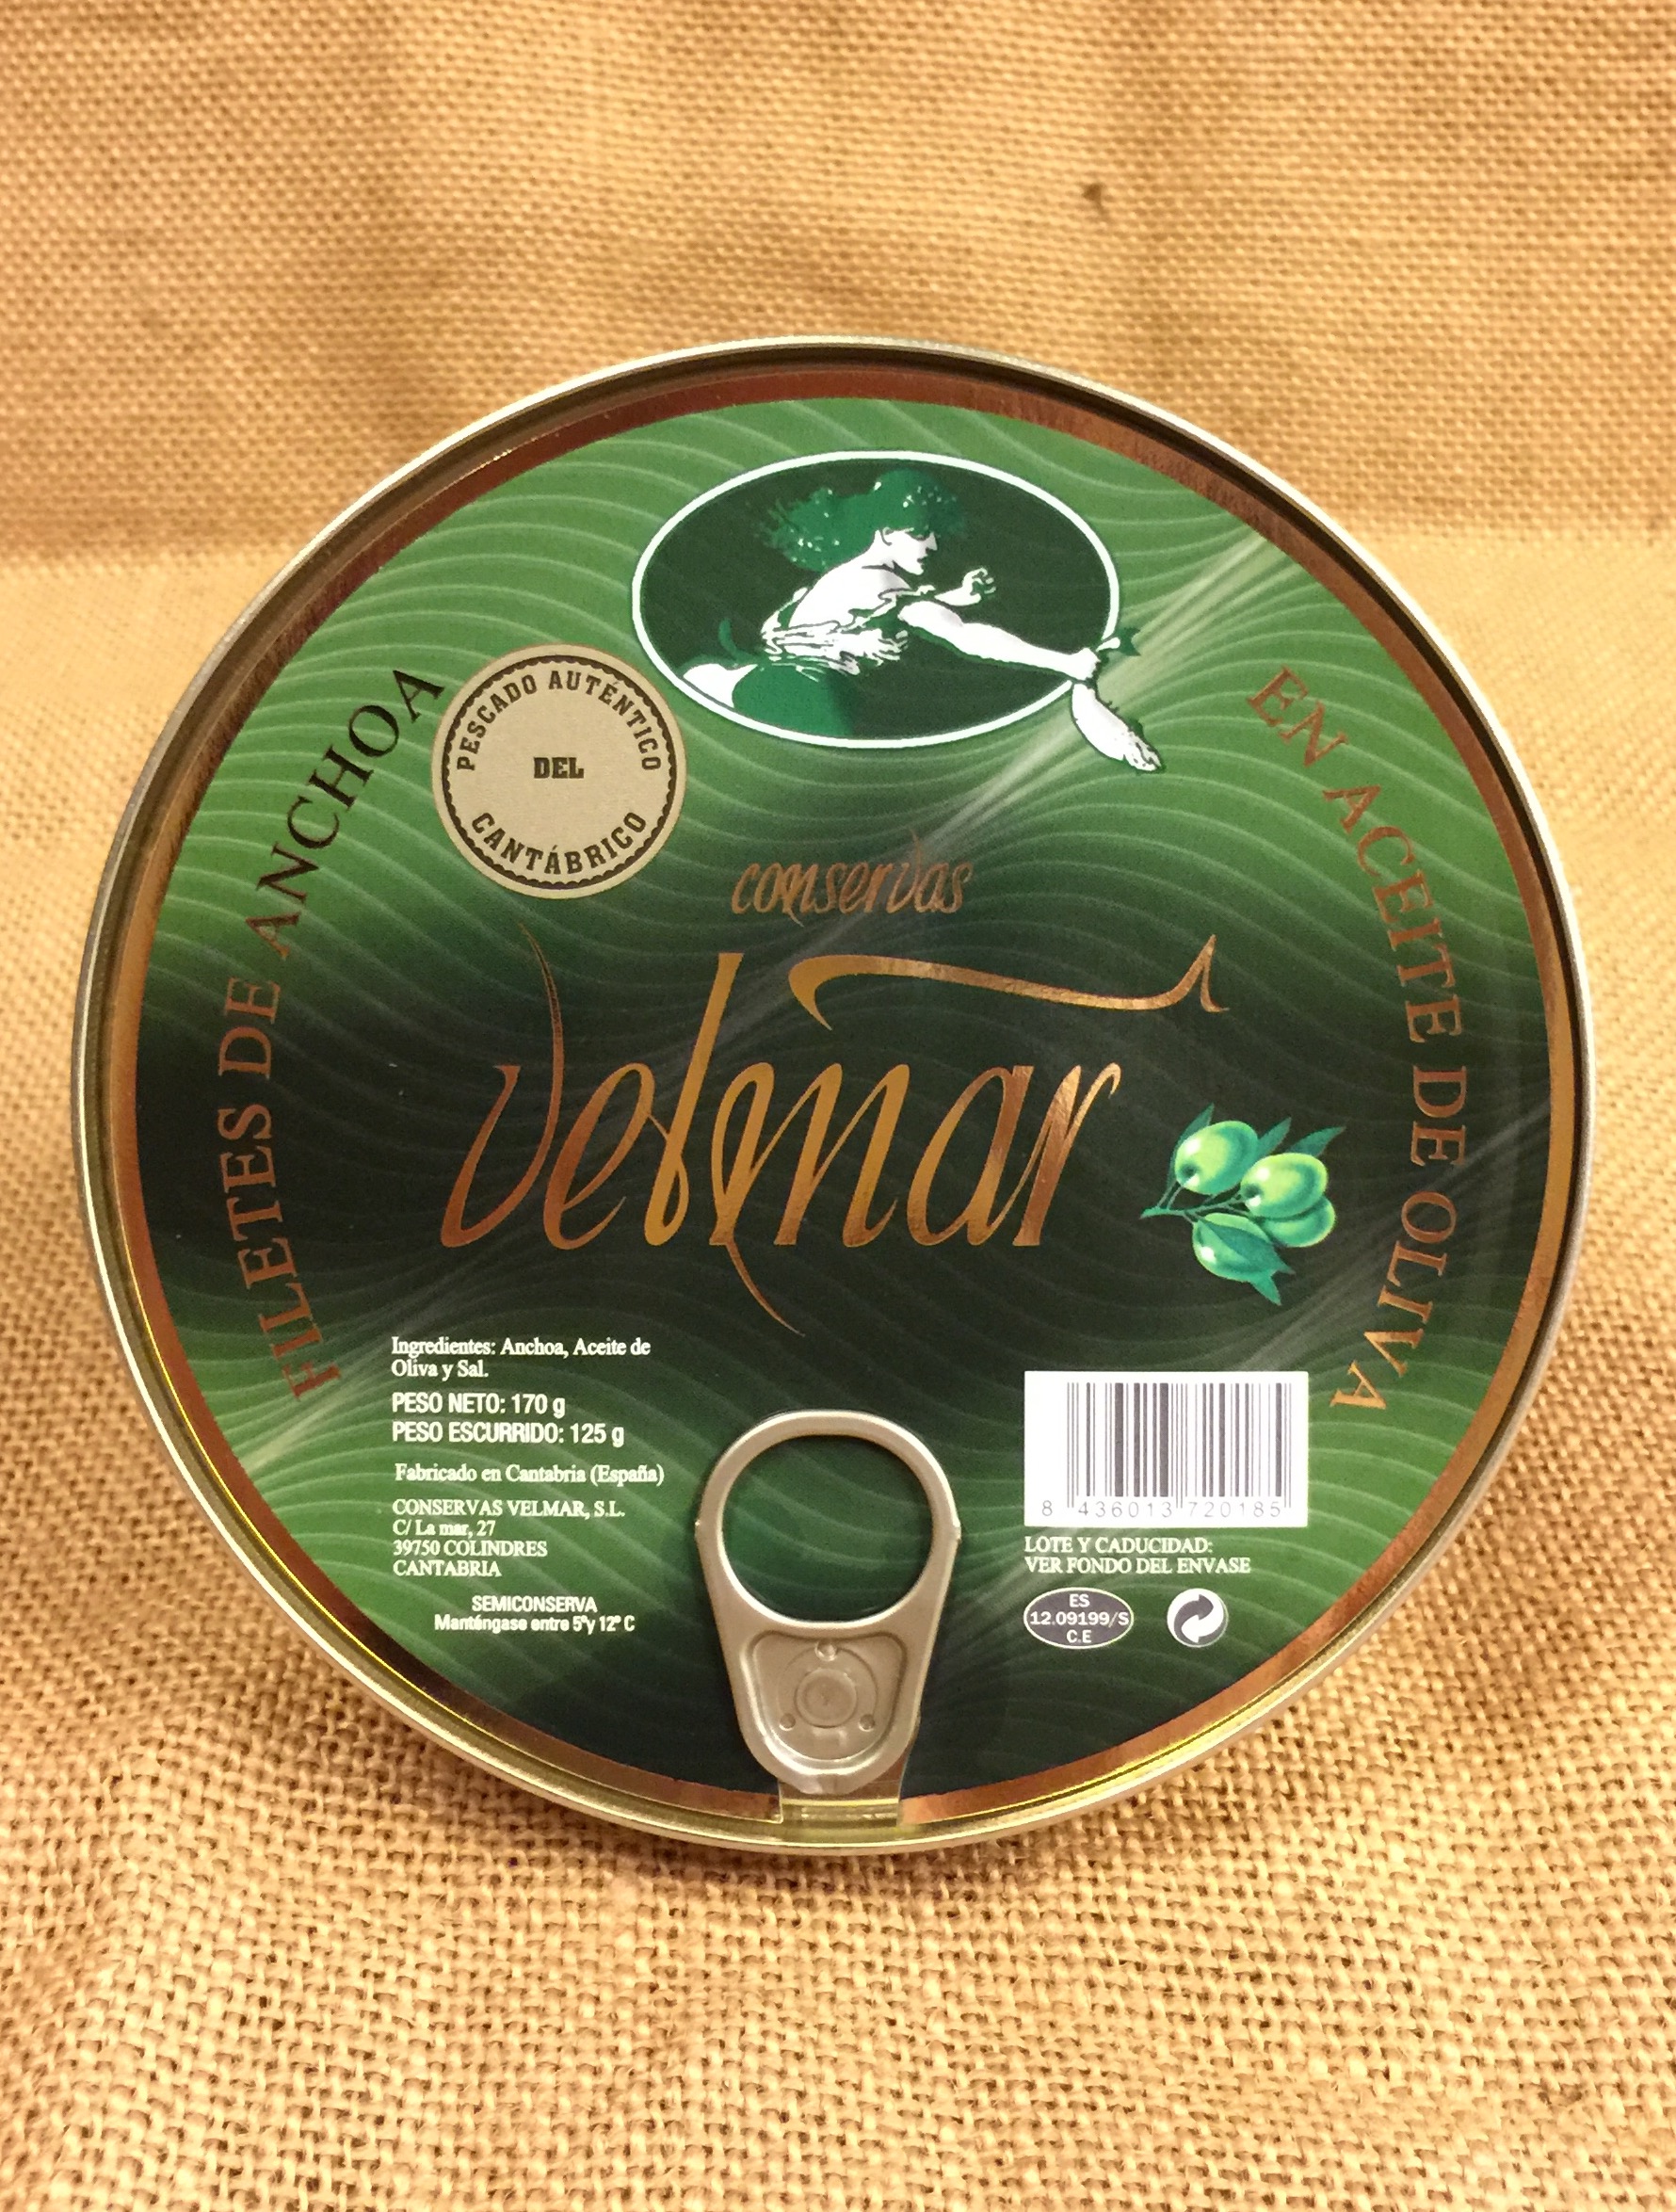 PESCADO AUTÉNTICO
DEL
CANTÁBRICO
FILETES DE ANCHOA
EN ACEITE DE OLIVA
conservas
velmar
Ingredientes: Anchoa, Aceite de
Oliva y Sal.
PESO NETO: 170 g
PESO ESCURRIDO: 125 g
Fabricado en Cantabria (España)
CONSERVAS VELMAR, S.L.
C/ La mar, 27
39750 COLINDRES
CANTABRIA
SEMICONSERVA
Manténgase entre 5º y 12º C
8 436013 720185
LOTE Y CADUCIDAD:
VER FONDO DEL ENVASE
ES
12.09199/S
C.E